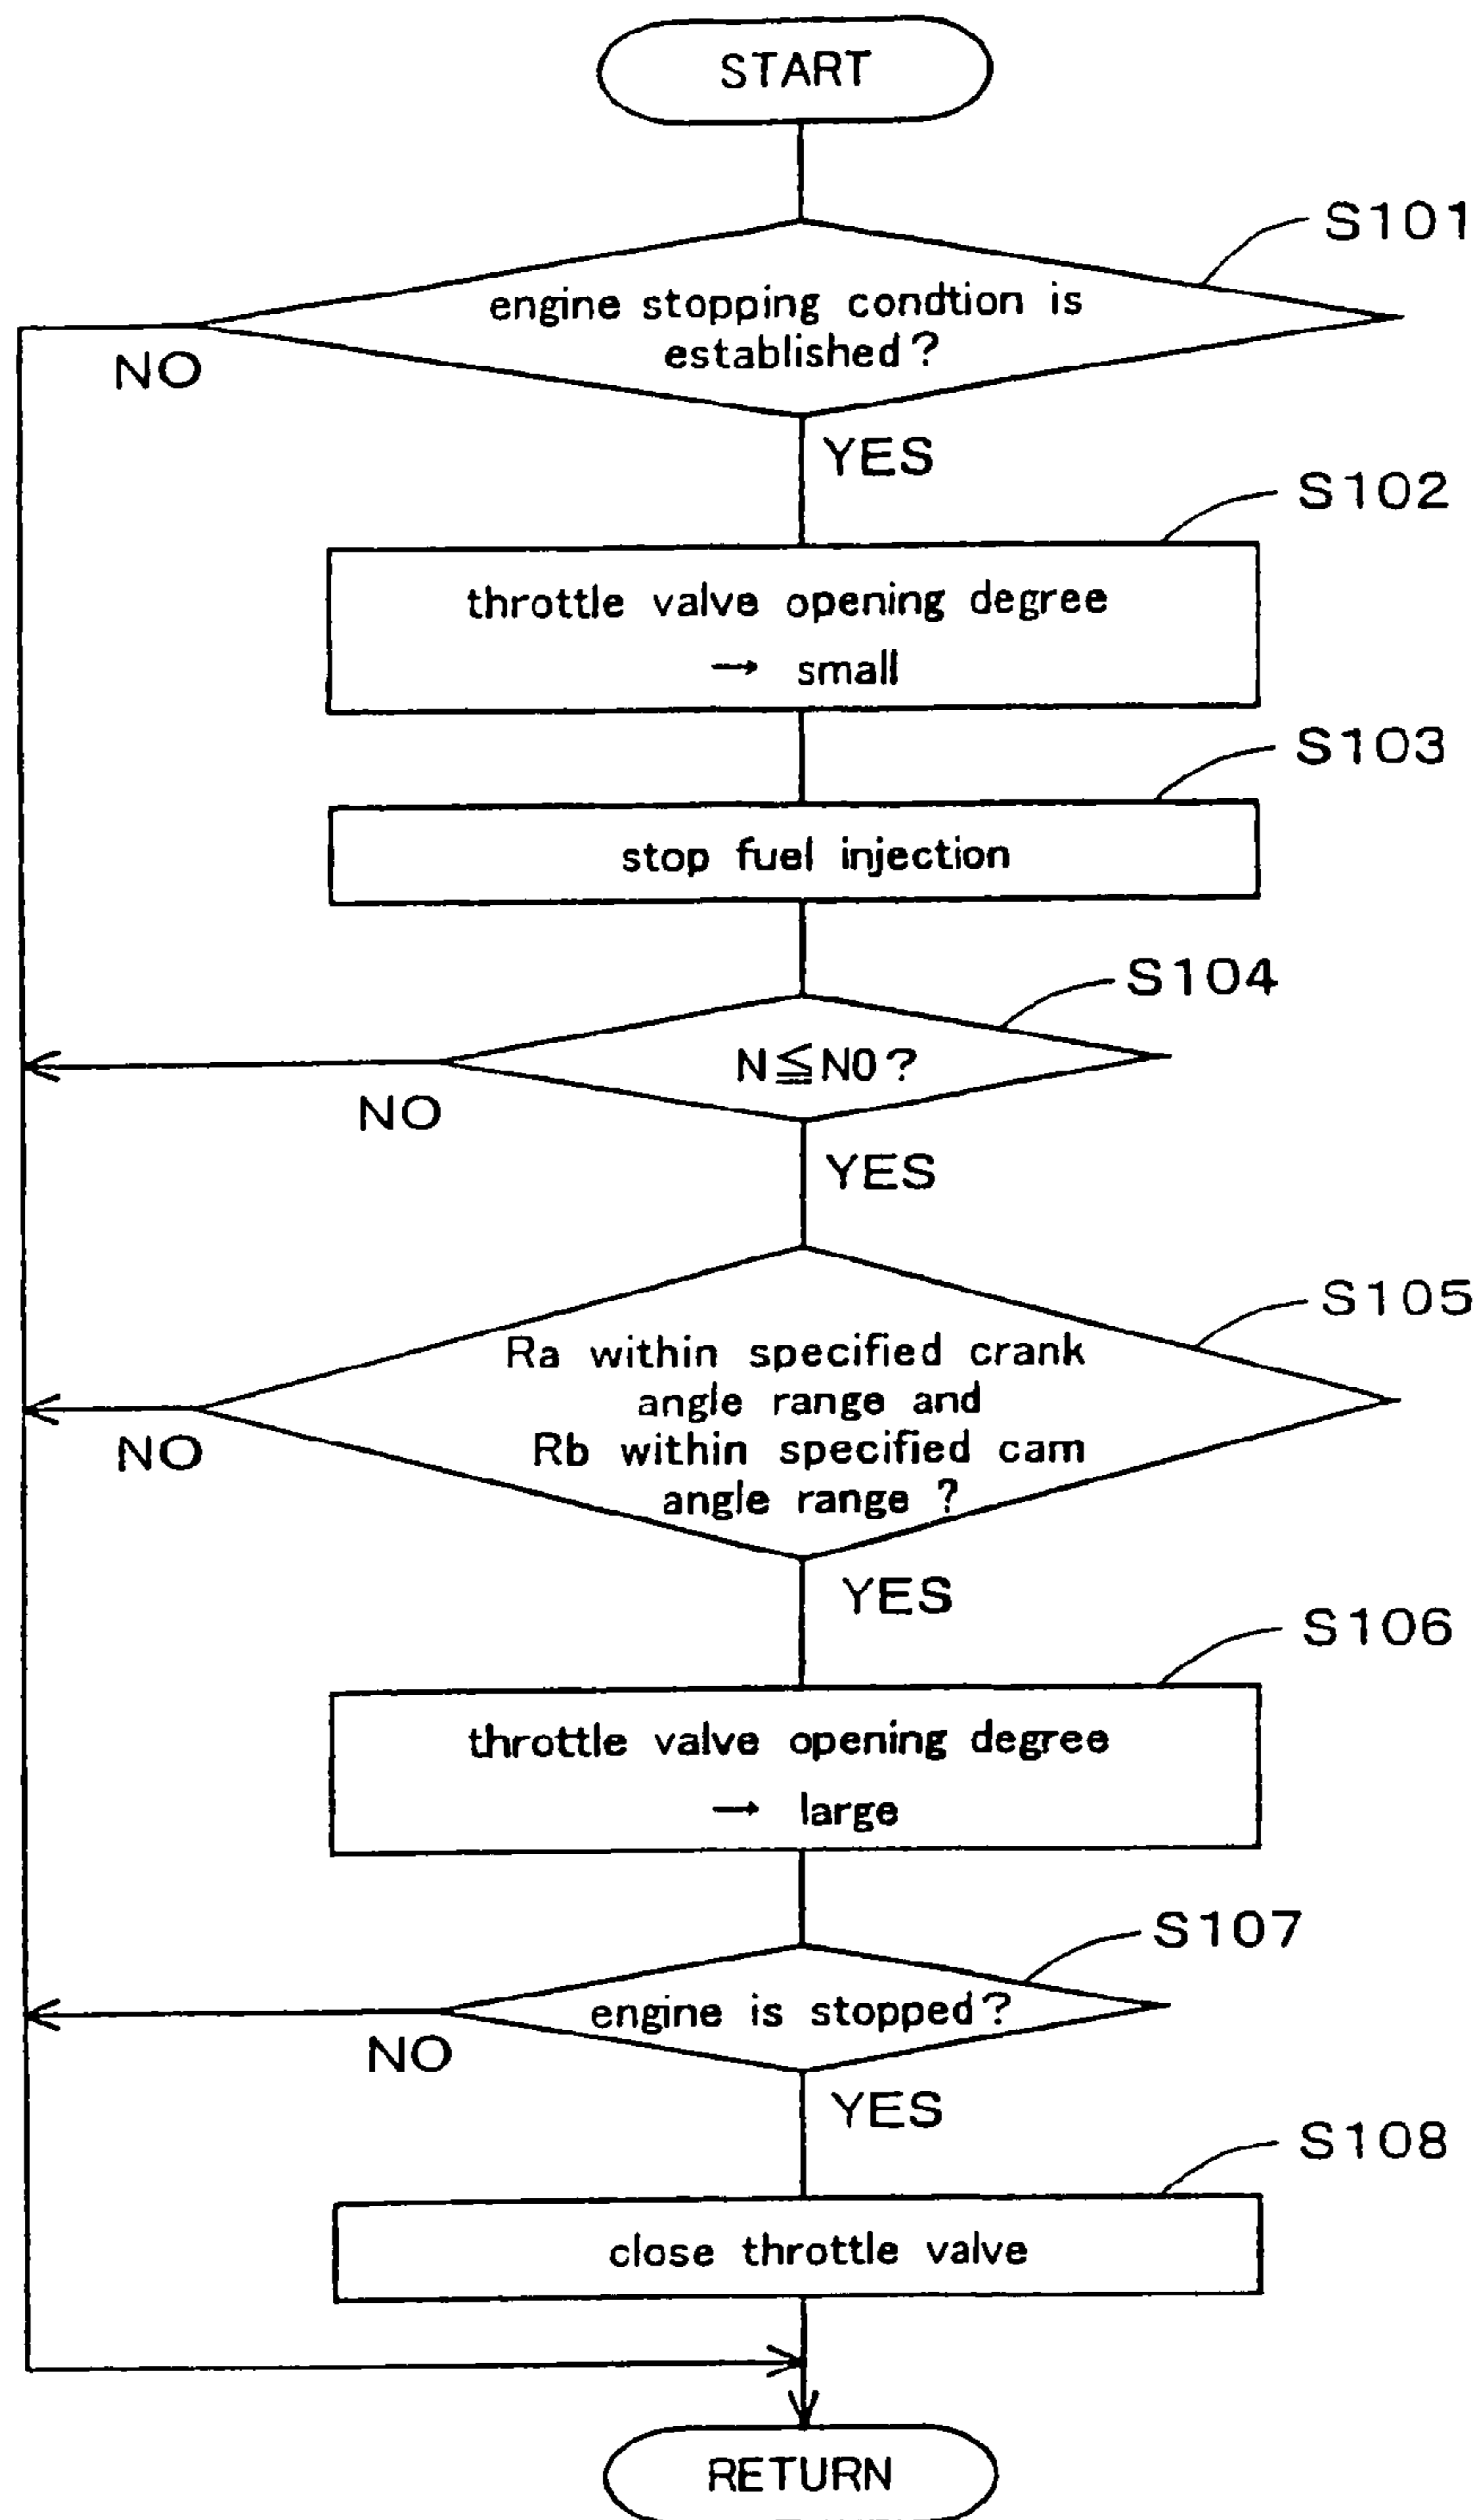 START
S101
engine stopping condtion is
established?
NO
YES
S102
throttle valve opening degree
→ small
S103
stop fuel injection
S104
N≦N0?
NO
YES
S105
Ra within specified crank
angle range and
Rb within specified cam
angle range ?
NO
YES
S106
throttle valve opening degree
→ large
S107
engine is stopped?
NO
YES
S108
close throttle valve
RETURN